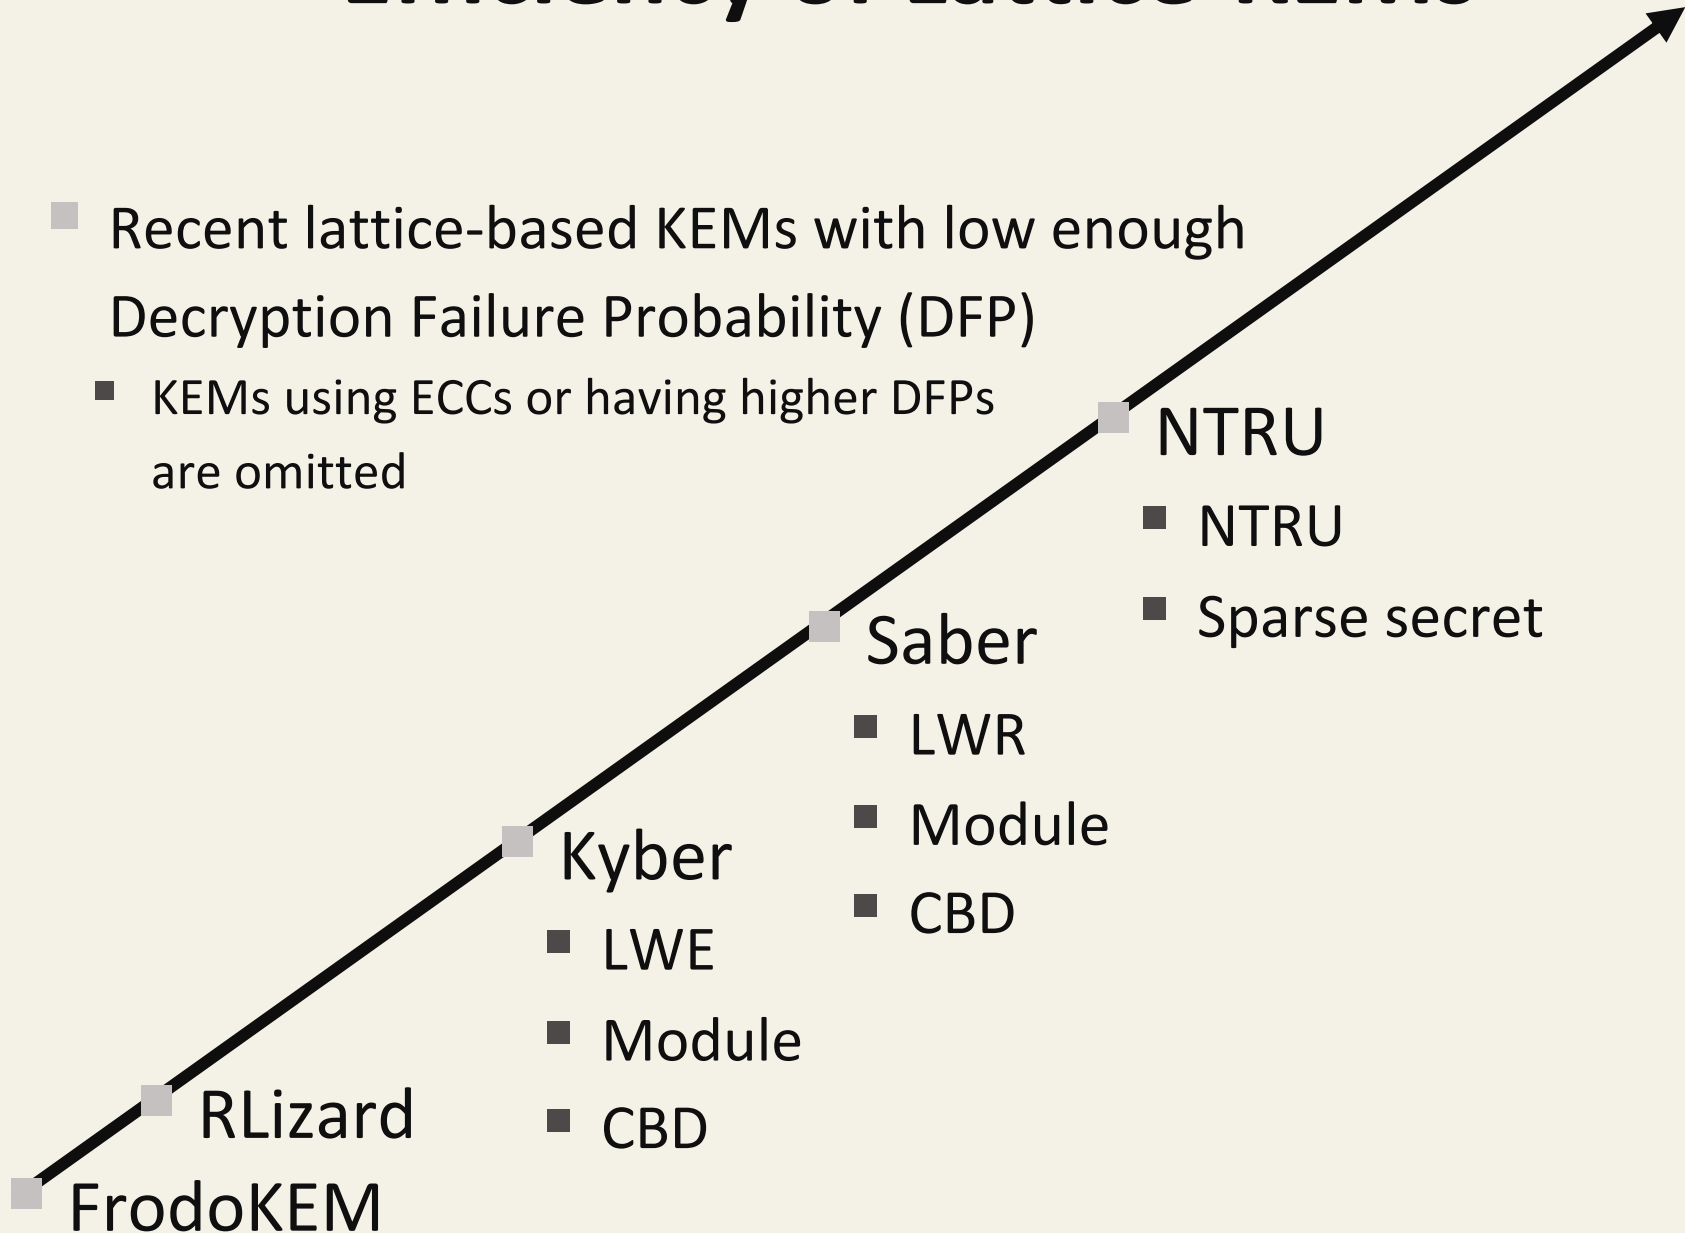 Recent lattice-based KEMs with low enough
Decryption Failure Probability (DFP)
KEMs using ECCs or having higher DFPs
are omitted
NTRU
NTRU
Sparse secret
Saber
LWR
Module
CBD
Kyber
LWE
Module
CBD
RLizard
FrodoKEM